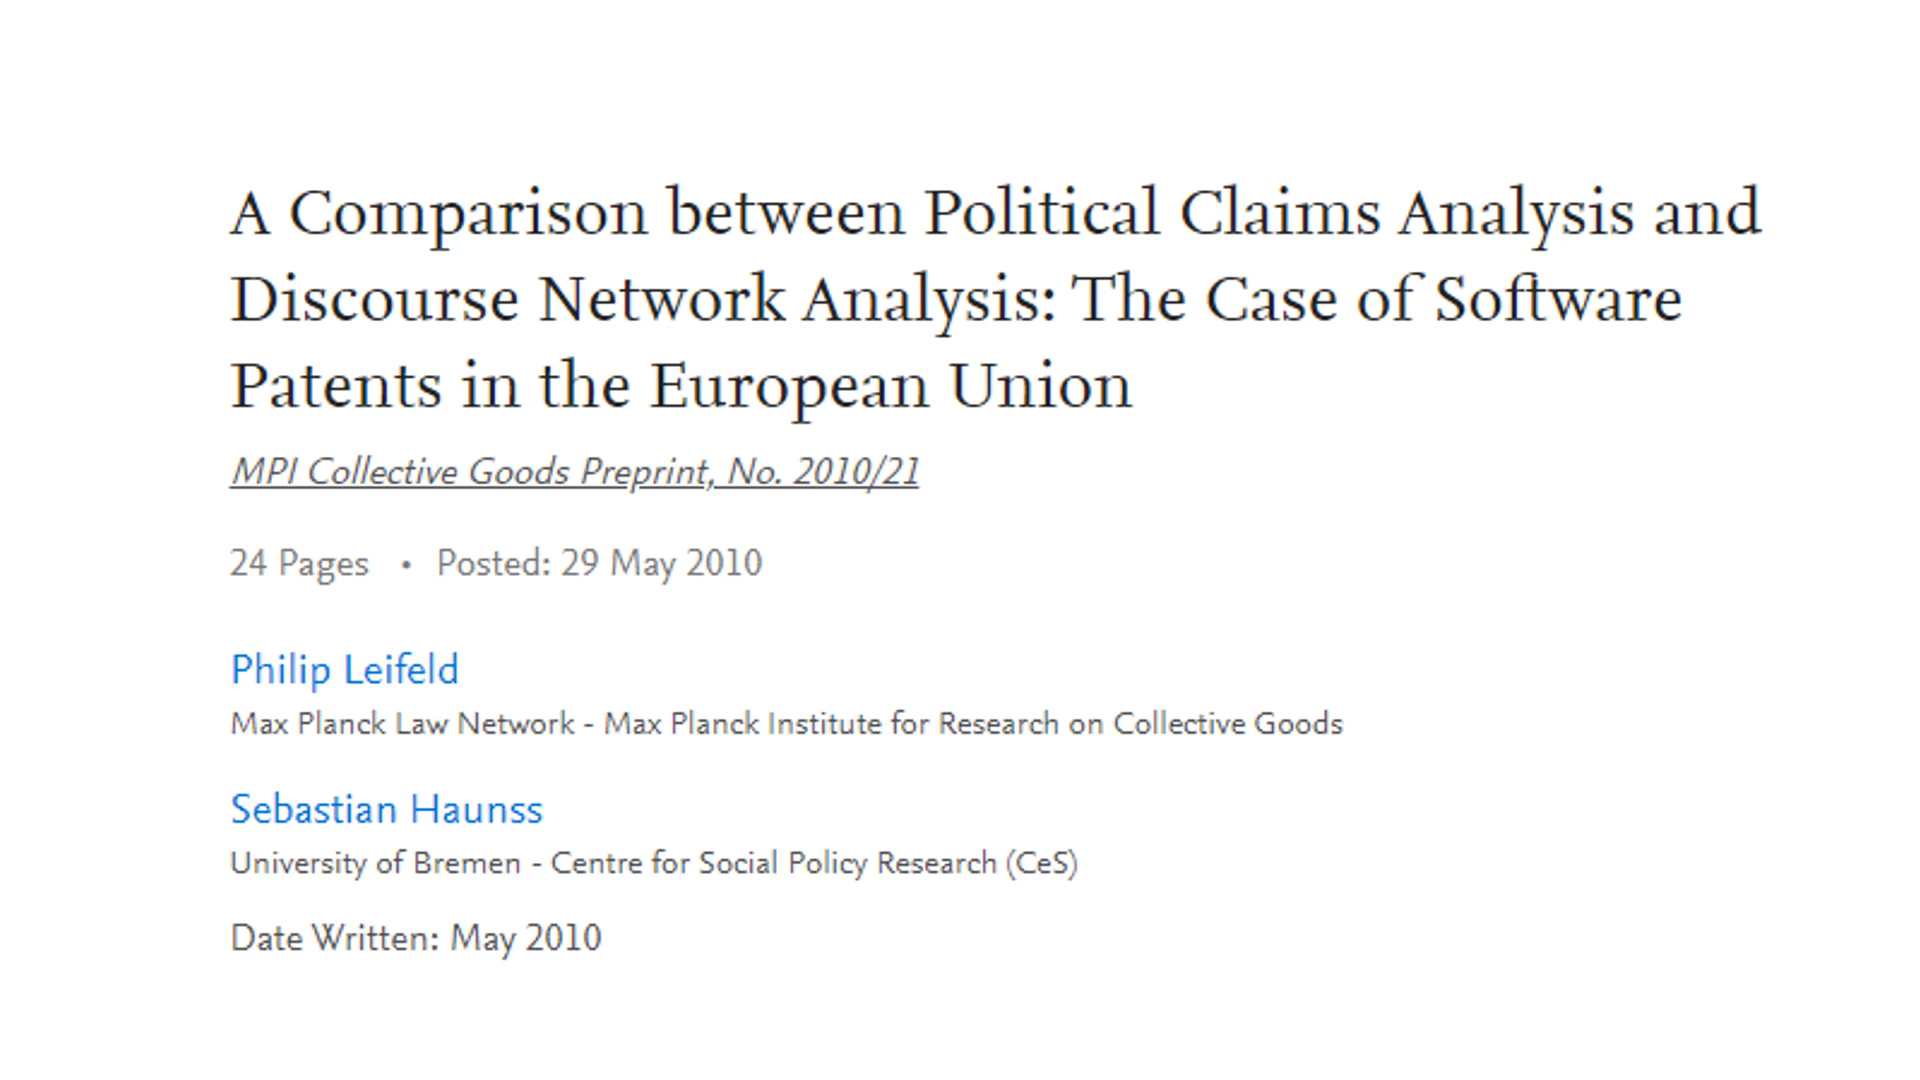 A Comparison between Political Claims Analysis and
Discourse Network Analysis: The Case of Software
Patents in the European Union
MPI Collective Goods Preprint, No. 2010/21
24 Pages • Posted: 29 May 2010
Philip Leifeld
Max Planck Law Network - Max Planck Institute for Research on Collective Goods
Sebastian Haunss
University of Bremen - Centre for Social Policy Research (CeS)
Date Written: May 2010